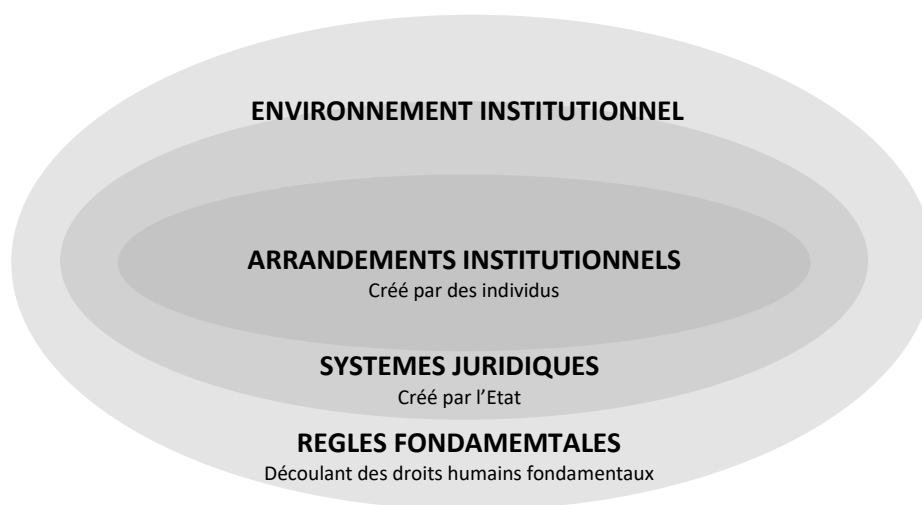 ENVIRONNEMENT INSTITUTIONNEL
ARRANDEMENTS INSTITUTIONNELS
Créé par des individus
SYSTEMES JURIDIQUES
Créé par l’Etat
REGLES FONDAMEMTALES
Découlant des droits humains fondamentaux